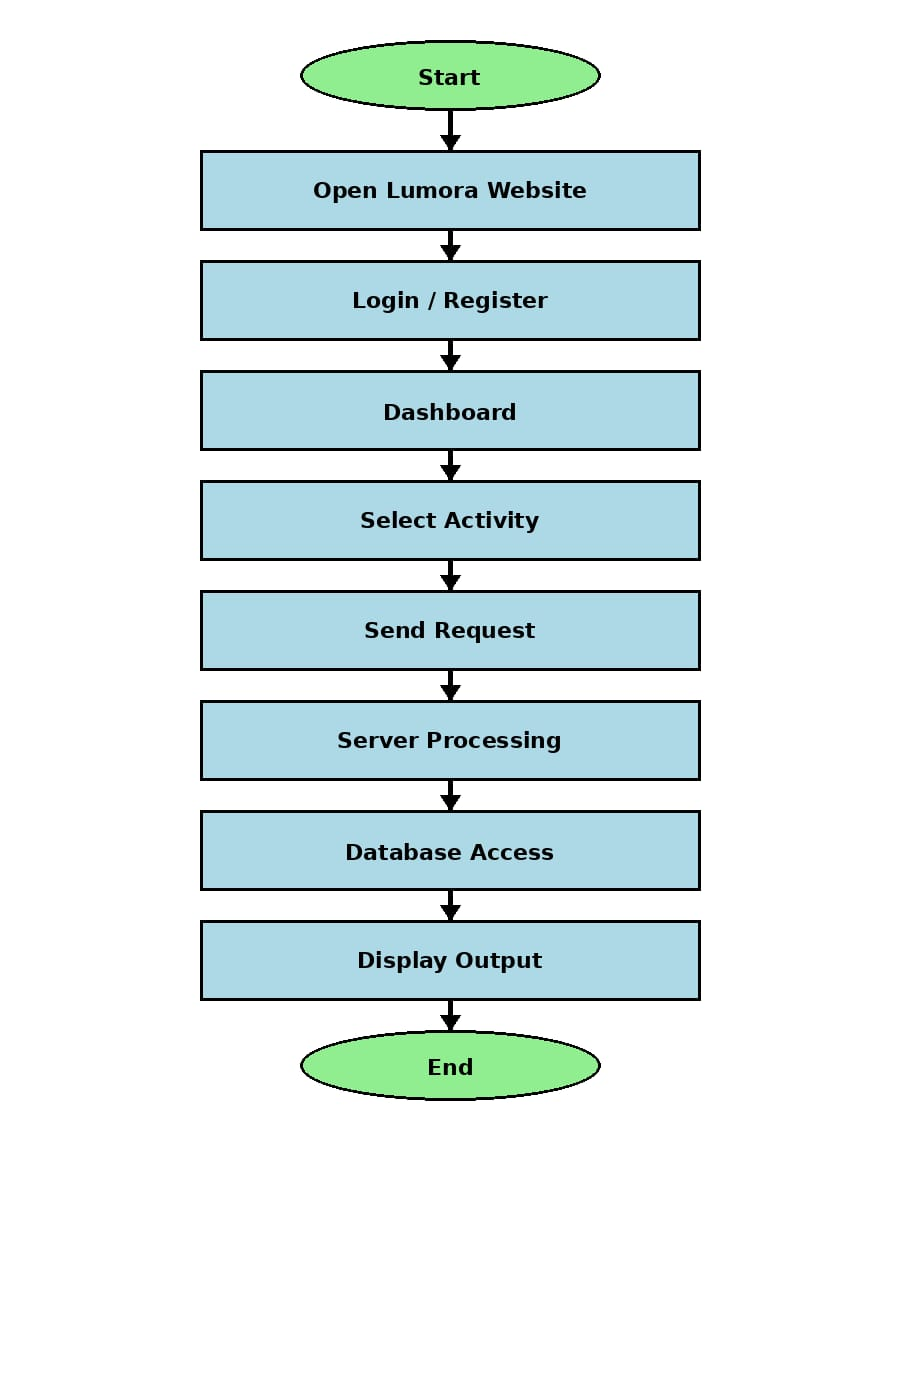 Start
Open Lumora Website
Login / Register
Dashboard
Select Activity
Send Request
Server Processing
Database Access
Display Output
End